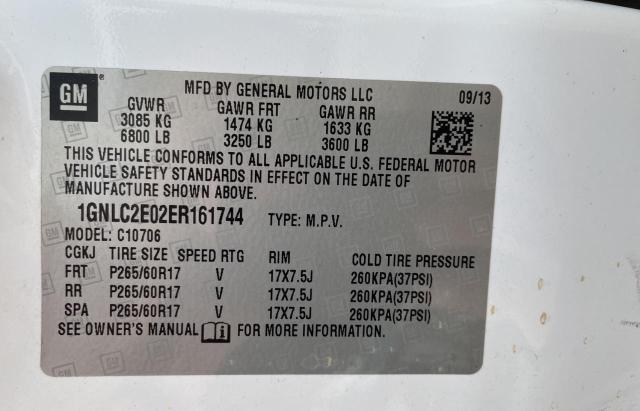 GM
MFD BY GENERAL MOTORS LLC 09/13
GVWR GAWR FRT GAWR RR
3085 KG 1474 KG 1633 KG
6800 LB 3250 LB 3600 LB
THIS VEHICLE CONFORMS TO ALL APPLICABLE U.S. FEDERAL MOTOR
VEHICLE SAFETY STANDARDS IN EFFECT ON THE DATE OF
MANUFACTURE SHOWN ABOVE.
1GNLC2E02ER161744 TYPE: M.P.V.
MODEL: C10706
CGKJ TIRE SIZE SPEED RTG RIM COLD TIRE PRESSURE
FRT P265/60R17 V 17X7.5J 260KPA(37PSI)
RR P265/60R17 V 17X7.5J 260KPA(37PSI)
SPA P265/60R17 V 17X7.5J 260KPA(37PSI)
SEE OWNER'S MANUAL FOR MORE INFORMATION.